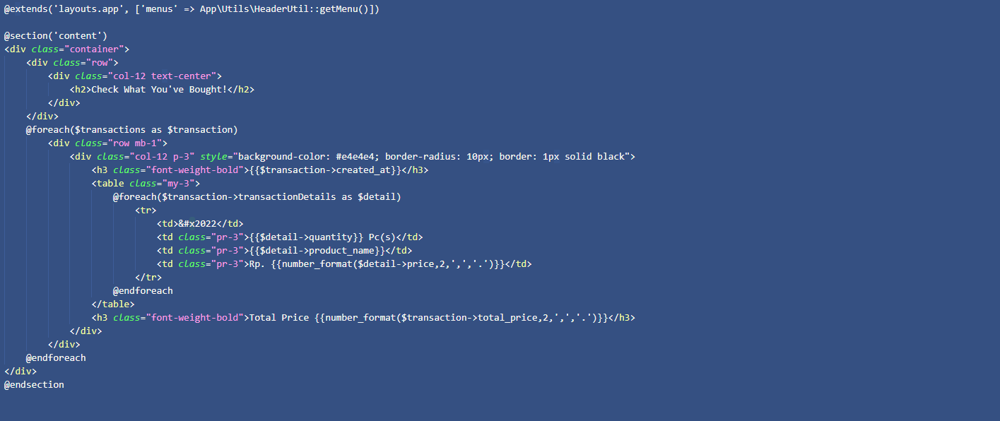 @extends('layouts.app', ['menus' => App\Utils\HeaderUtil::getMenu()])

@section('content')
<div class="container">
    <div class="row">
        <div class="col-12 text-center">
            <h2>Check What You've Bought!</h2>
        </div>
    </div>
    @foreach($transactions as $transaction)
        <div class="row mb-1">
            <div class="col-12 p-3" style="background-color: #e4e4e4; border-radius: 10px; border: 1px solid black">
                <h3 class="font-weight-bold">{{$transaction->created_at}}</h3>
                <table class="my-3">
                    @foreach($transaction->transactionDetails as $detail)
                        <tr>
                            <td>&#x2022</td>
                            <td class="pr-3">{{$detail->quantity}} Pc(s)</td>
                            <td class="pr-3">{{$detail->product_name}}</td>
                            <td class="pr-3">Rp. {{number_format($detail->price,2,',','.')}}</td>
                        </tr>
                    @endforeach
                </table>
                <h3 class="font-weight-bold">Total Price {{number_format($transaction->total_price,2,',','.')}}</h3>
            </div>
        </div>
    @endforeach
</div>
@endsection